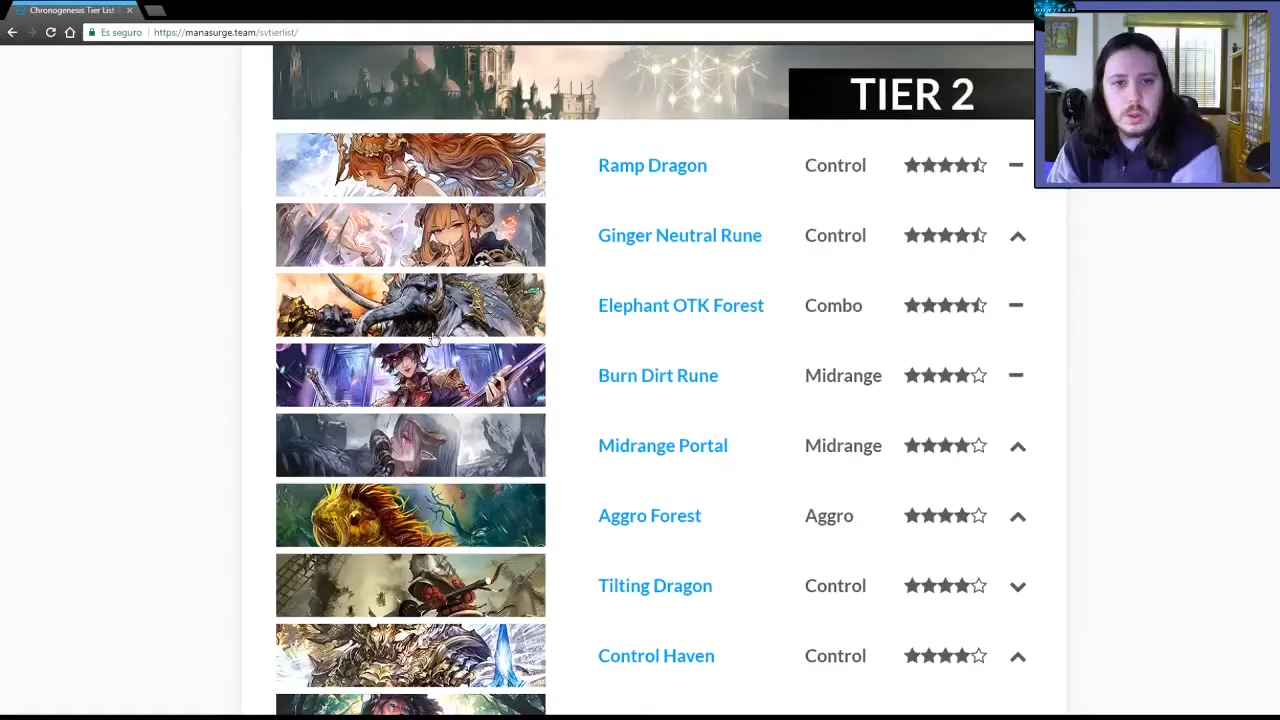 Chronogenesis Tier List
Es seguro
https://manasurge.team/svtierlist/
TIER 2
Ramp Dragon Control
Ginger Neutral Rune Control
Elephant OTK Forest Combo
Burn Dirt Rune Midrange
Midrange Portal Midrange
Aggro Forest Aggro
Tilting Dragon Control
Control Haven Control